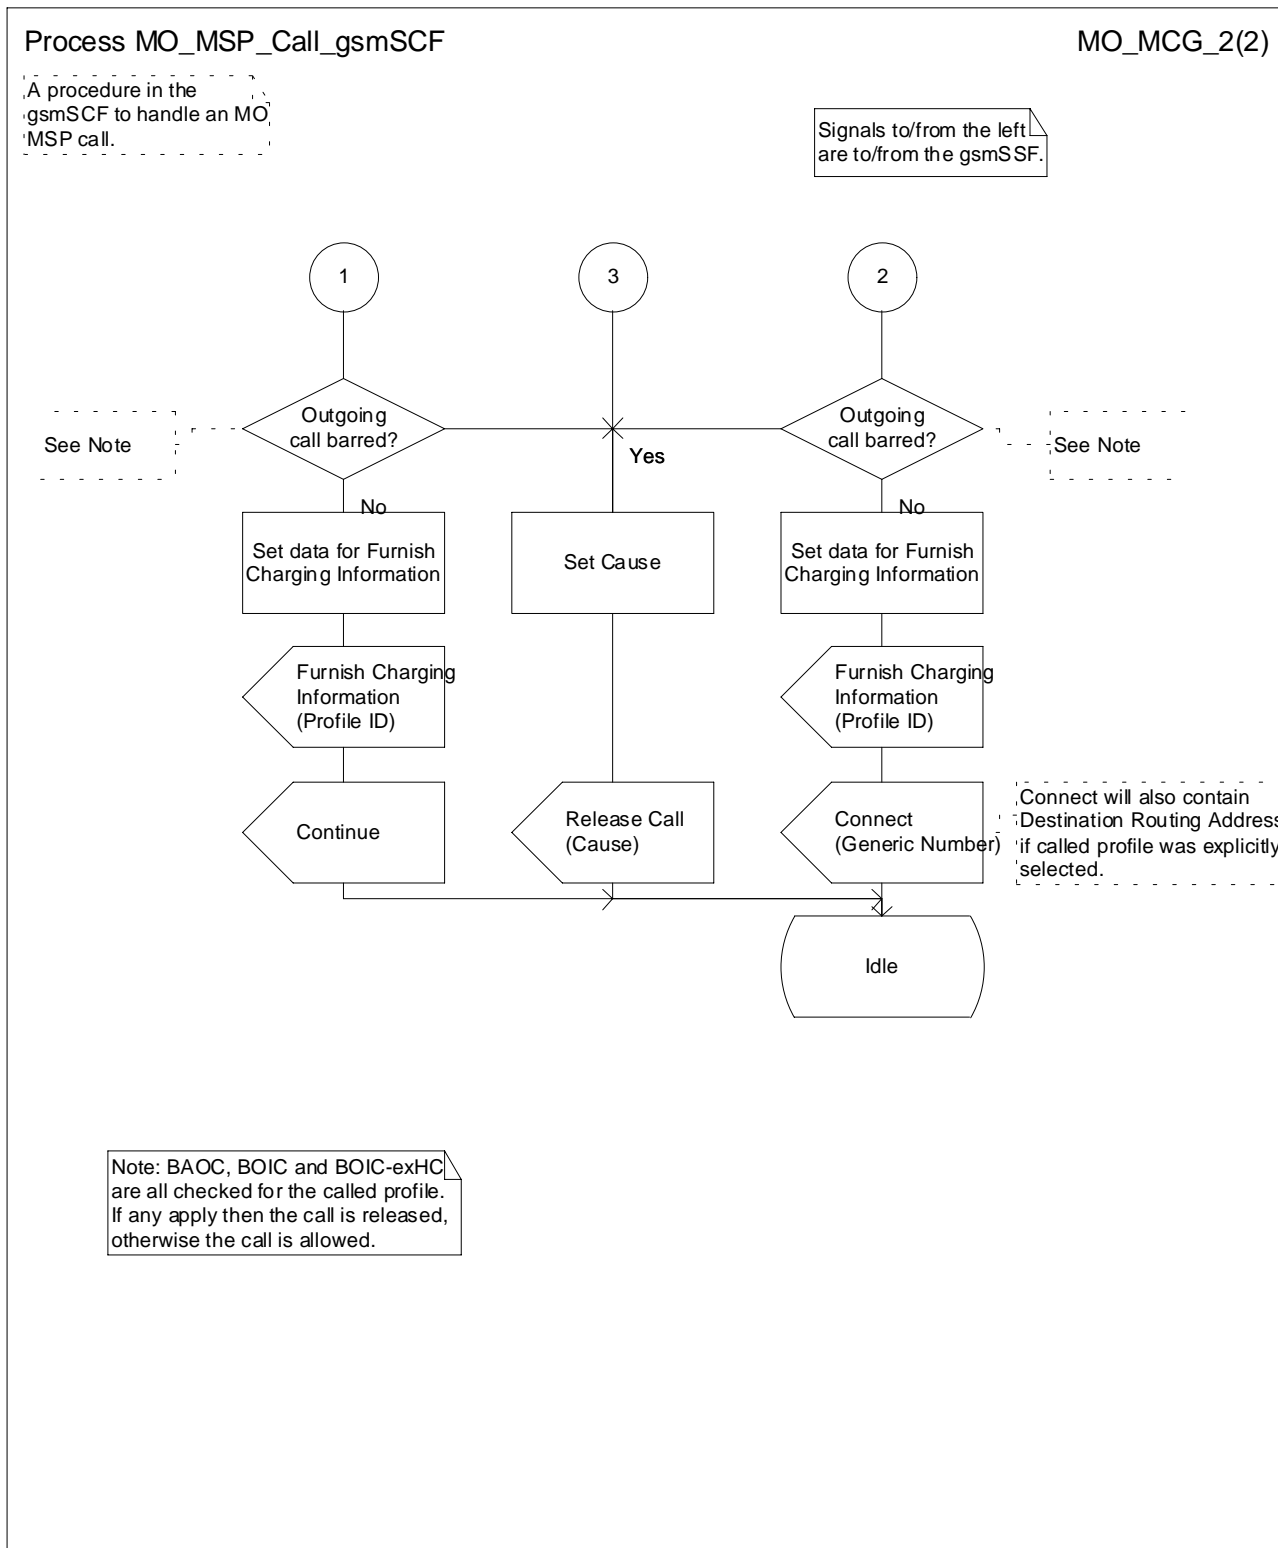 Process MO_MSP_Call_gsmSCF
MO_MCG_2(2)
A procedure in the
gsmSCF to handle an MO
MSP call.
Signals to/from the left
are to/from the gsmSSF.
1
3
2
Outgoing
call barred?
Outgoing
call barred?
See Note
Yes
See Note
No
No
Set data for Furnish
Charging Information
Set Cause
Set data for Furnish
Charging Information
Furnish Charging
Information
(Profile ID)
Furnish Charging
Information
(Profile ID)
Continue
Release Call
(Cause)
Connect
(Generic Number)
Connect will also contain
Destination Routing Address
if called profile was explicitly
selected.
Idle
Note: BAOC, BOIC and BOIC-exHC
are all checked for the called profile.
If any apply then the call is released,
otherwise the call is allowed.